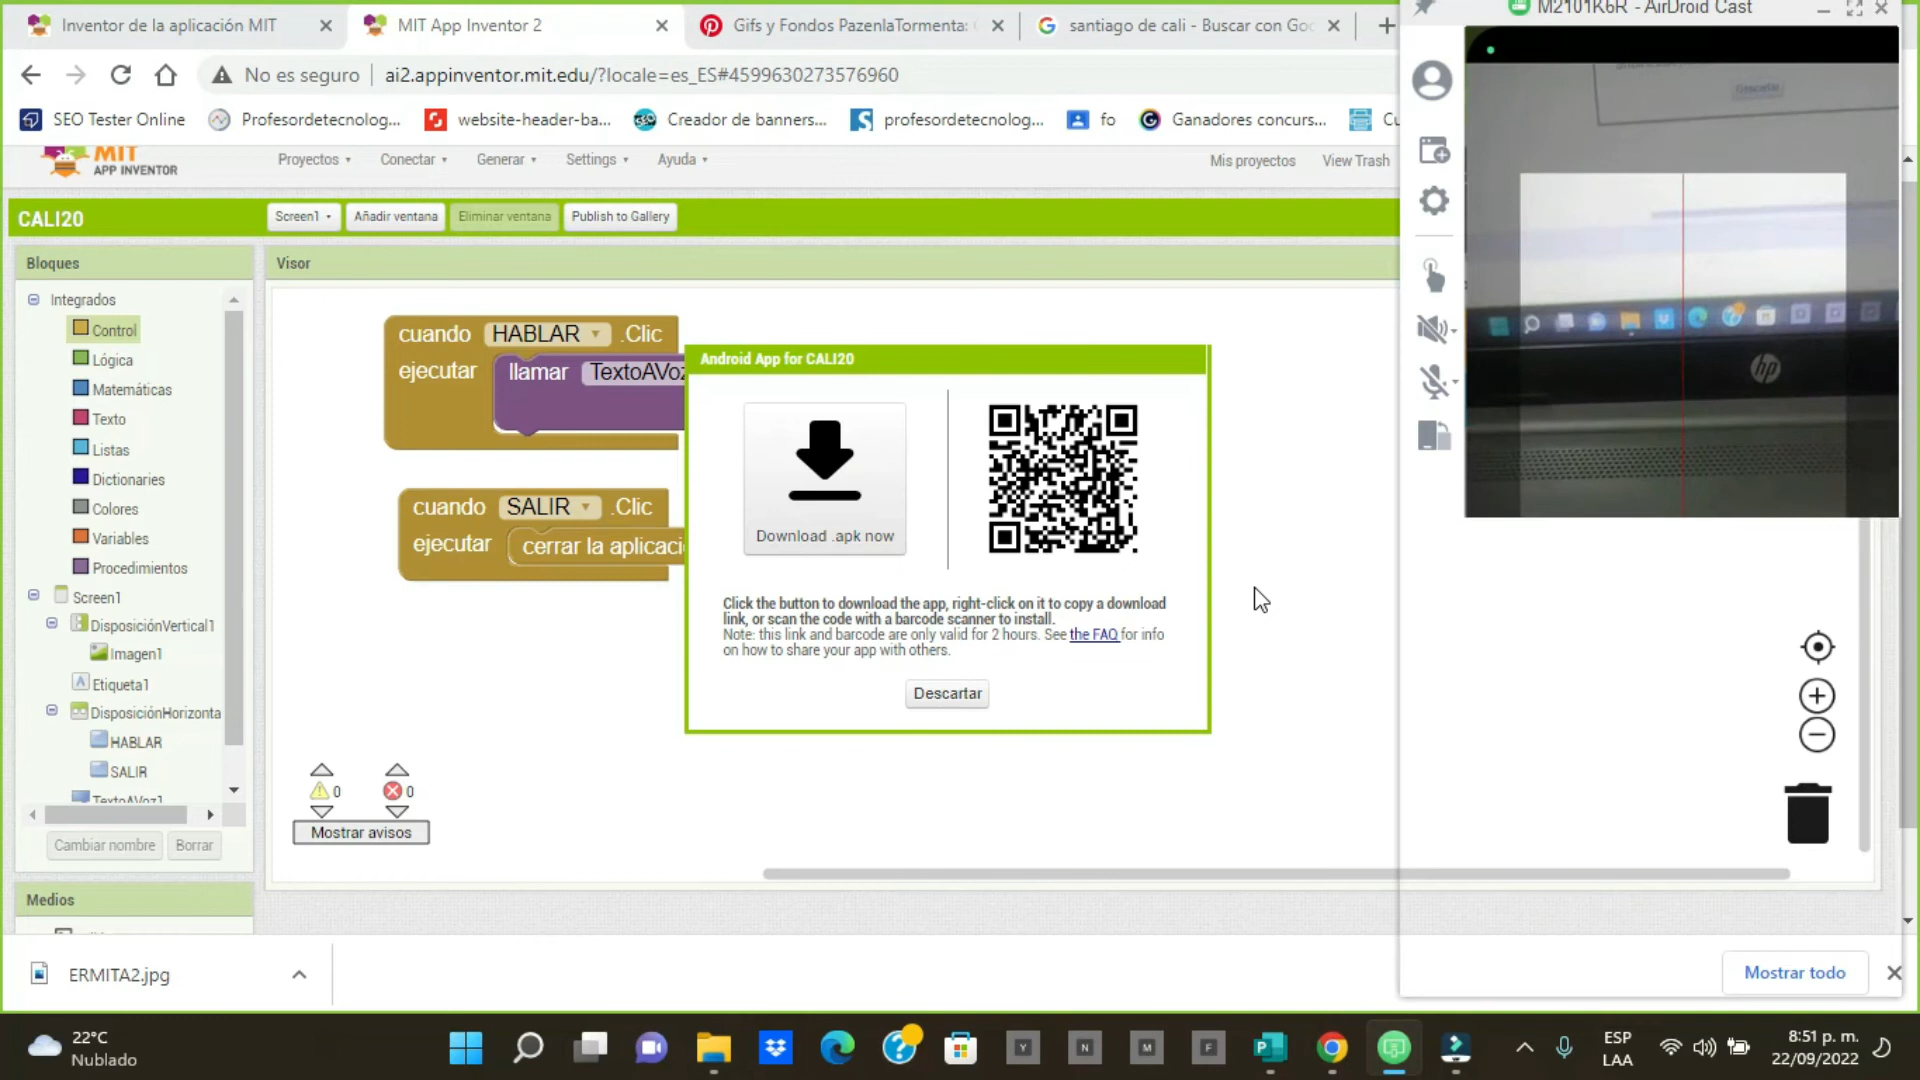 Inventor de la aplicación MIT
MIT App Inventor 2
Gifs y Fondos PazenlaTormenta:
santiago de cali - Buscar con Goo
M2101K6R - AirDroid Cast
No es seguro
ai2.appinventor.mit.edu/?locale=es_ES#4599630273576960
SEO Tester Online
Profesordetecnolog...
website-header-ba...
Creador de banners...
profesordetecnolog...
fo
Ganadores concurs...
Cu
MIT
APP INVENTOR
Proyectos
Conectar
Generar
Settings
Ayuda
Mis proyectos
View Trash
CALI20
Screen1
Añadir ventana
Eliminar ventana
Publish to Gallery
Bloques
Visor
Integrados
Control
Lógica
Matemáticas
Texto
Listas
Dictionaries
Colores
Variables
Procedimientos
Screen1
DisposiciónVertical1
Imagen1
Etiqueta1
DisposiciónHorizonta
HABLAR
SALIR
TextoAVoz1
Cambiar nombre
Borrar
Medios
cuando HABLAR .Clic
ejecutar llamar TextoAVoz
cuando SALIR .Clic
ejecutar cerrar la aplicaci
0
0
Mostrar avisos
Android App for CALI20
Download .apk now
Click the button to download the app, right-click on it to copy a download
link, or scan the code with a barcode scanner to install.
Note: this link and barcode are only valid for 2 hours. See the FAQ for info
on how to share your app with others.
Descartar
Descartar
hp
ERMITA2.jpg
Mostrar todo
22°C
Nublado
Y
N
M
F
ESP
LAA
8:51 p. m.
22/09/2022